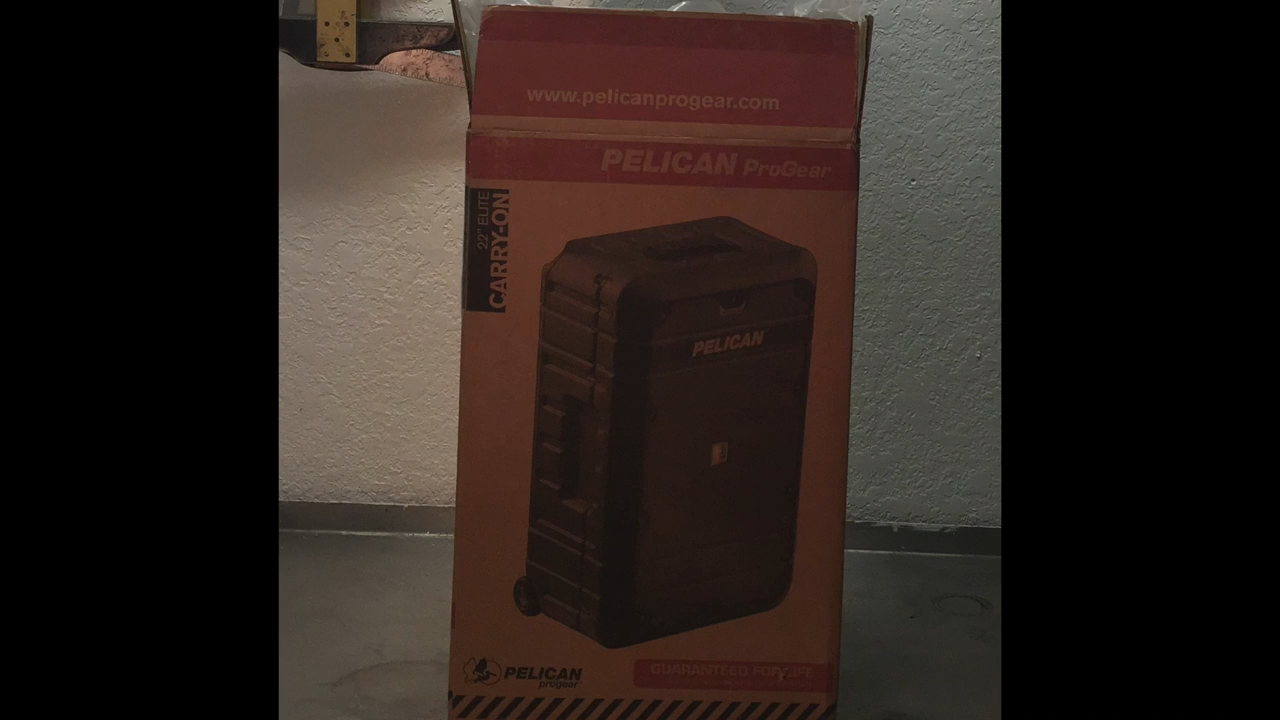 www.pelicanprogear.com
PELICAN ProGear
22" ELITE
CARRY-ON
PELICAN
PELICAN
progear
GUARANTEED FOR LIFE